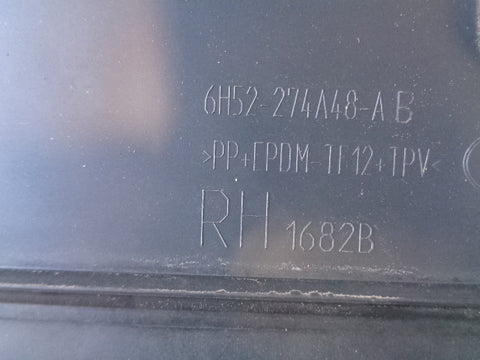 6H52-274A48-AB
>PP+EPDM-TF12+TPV<
RH 1682B